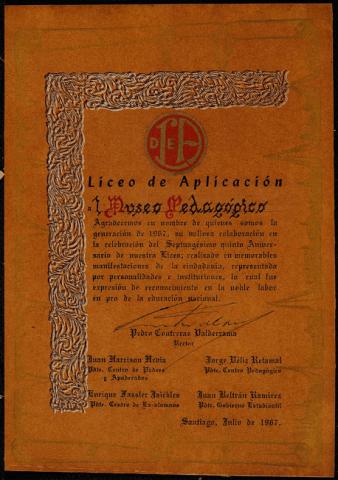 Liceo de Aplicación
al Museo Pedagógico
Agradecemos en nombre de quienes somos la
generación de 1967, su valiosa colaboración en
la celebración del Septuagésimo quinto Aniver-
sario de nuestro Liceo; realizado en memorables
manifestaciones de la ciudadanía, representada
por personalidades e instituciones, la cual fue
expresión de reconocimiento en la noble labor
en pro de la educación nacional.
Pedro Contreras Valderrama
Rector
Juan Harrison Hevia
Pdte. Centro de Padres
y Apoderados
Jorge Véliz Retamal
Pdte. Centro Pedagógico
Enrique Fassler
Pdte. Centro de Ex-alumnos
Juan Beltrán Ramírez
Pdte. Gobierno Estudiantil
Santiago, Julio de 1967.